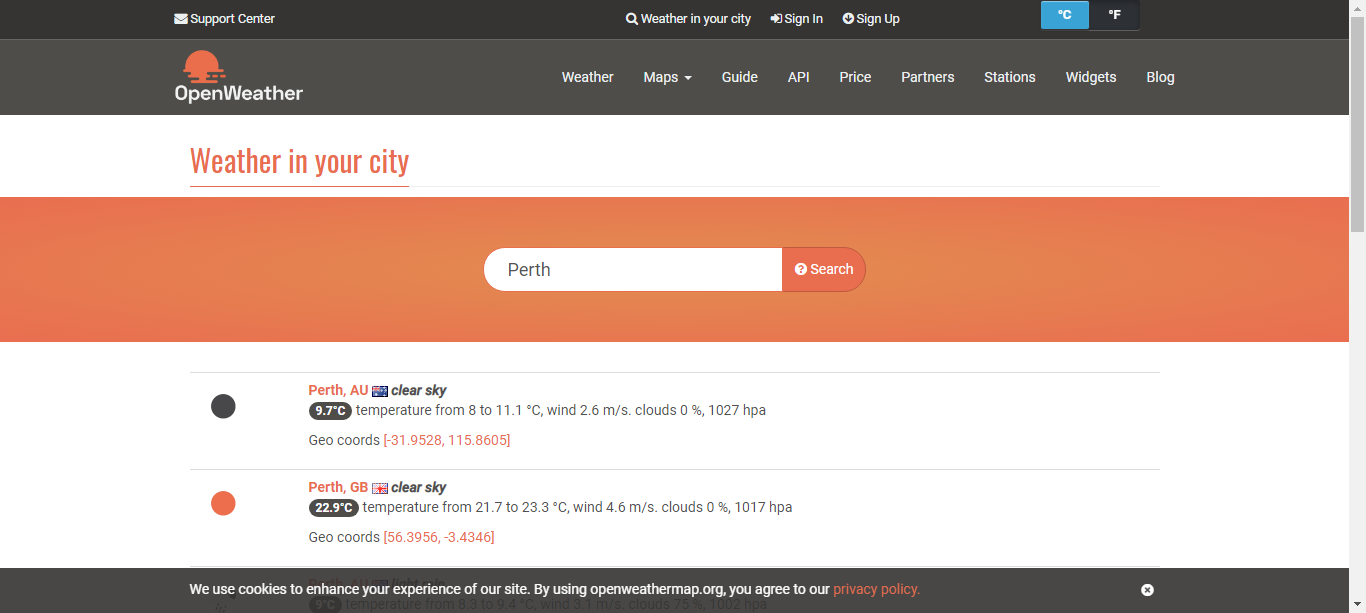 Support Center
Weather in your city Sign In Sign Up
°C °F
OpenWeather
Weather Maps Guide API Price Partners Stations Widgets Blog
Weather in your city
Perth
Search
Perth, AU clear sky
9.7°C temperature from 8 to 11.1 °C, wind 2.6 m/s. clouds 0 %, 1027 hpa
Geo coords [-31.9528, 115.8605]
Perth, GB clear sky
22.9°C temperature from 21.7 to 23.3 °C, wind 4.6 m/s. clouds 0 %, 1017 hpa
Geo coords [56.3956, -3.4346]
Perth, AU light rain
We use cookies to enhance your experience of our site. By using openweathermap.org, you agree to our privacy policy.
9°C temperature from 8.3 to 9.4 °C, wind 3.1 m/s. clouds 75 %, 1002 hpa